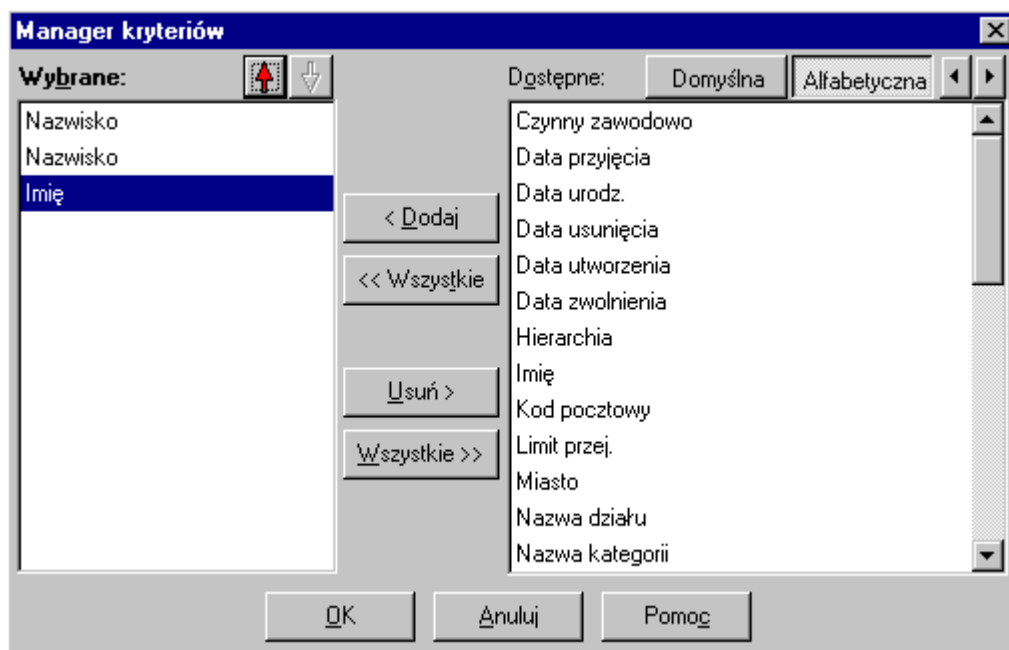 Manager kryteriów
Wybrane:
Nazwisko
Nazwisko
Imię
< Dodaj
<< Wszystkie
Usuń >
Wszystkie >>
Dostępne: Domyślna Alfabetyczna
Czynny zawodowo
Data przyjęcia
Data urodz.
Data usunięcia
Data utworzenia
Data zwolnienia
Hierarchia
Imię
Kod pocztowy
Limit przej.
Miasto
Nazwa działu
Nazwa kategorii
OK Anuluj Pomoc